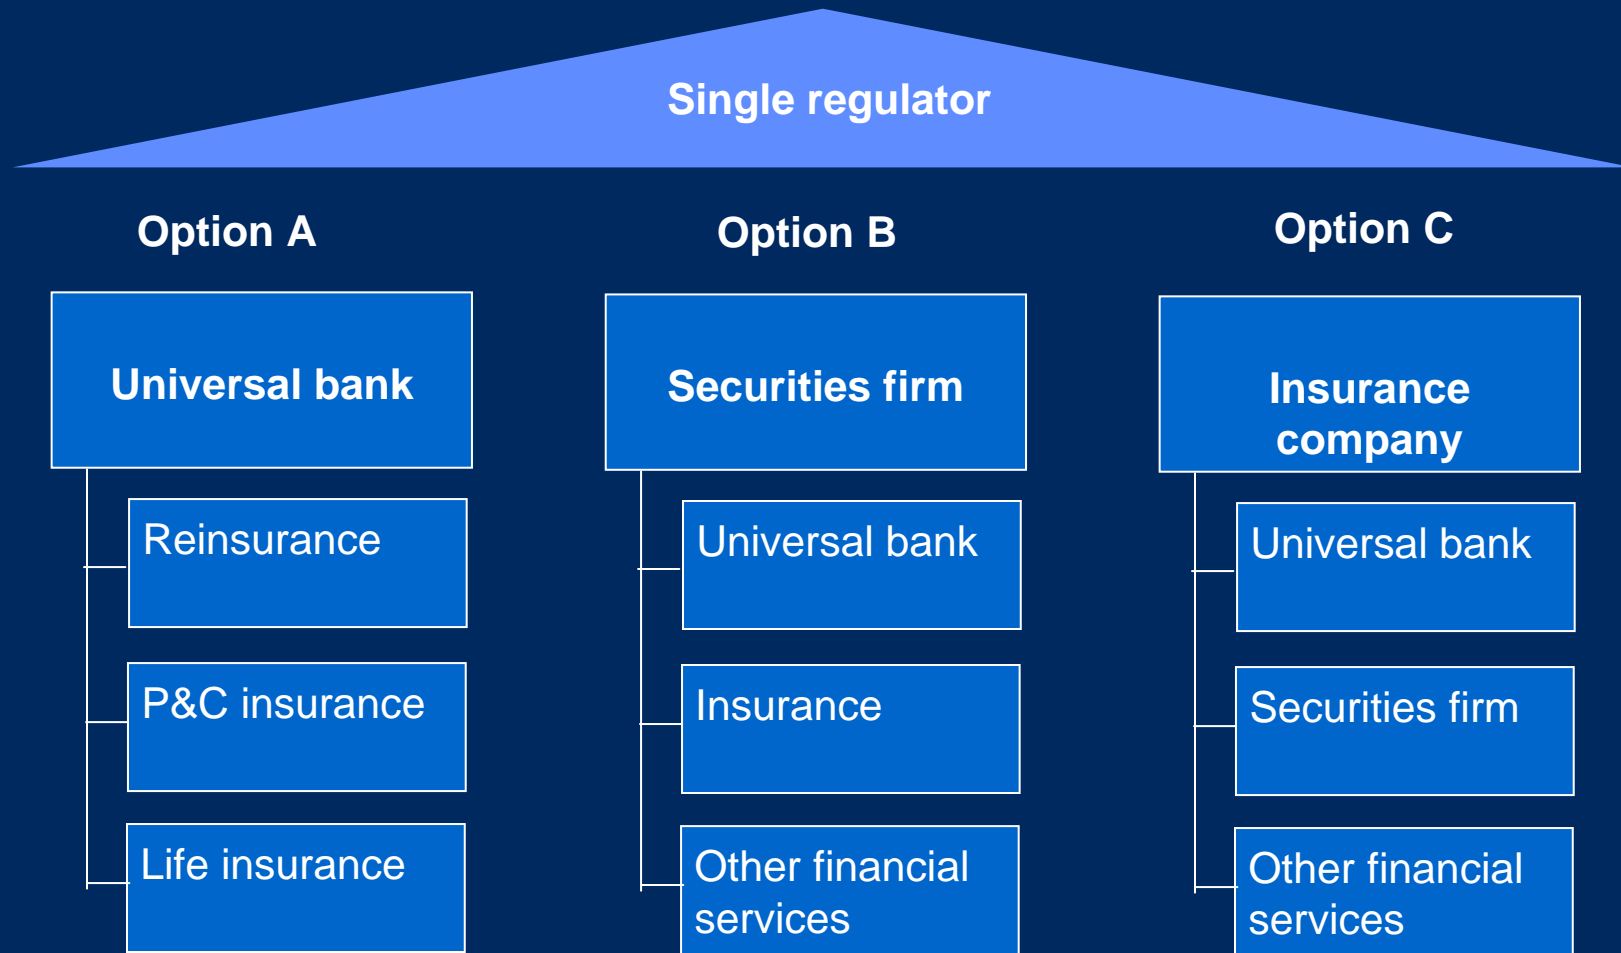 Single regulator
Option A
Option B
Option C
Universal bank
Reinsurance
P&C insurance
Life insurance
Securities firm
Universal bank
Insurance
Other financial
services
Insurance
company
Universal bank
Securities firm
Other financial
services